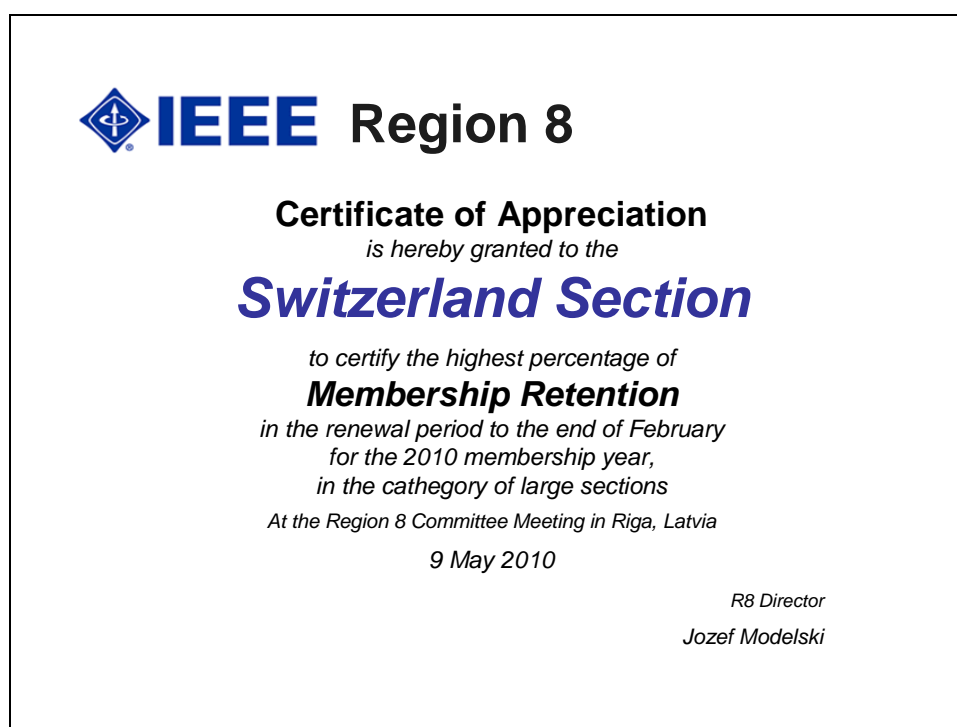 IEEE Region 8
Certificate of Appreciation
is hereby granted to the
Switzerland Section
to certify the highest percentage of
Membership Retention
in the renewal period to the end of February
for the 2010 membership year,
in the cathegory of large sections
At the Region 8 Committee Meeting in Riga, Latvia
9 May 2010
R8 Director
Jozef Modelski